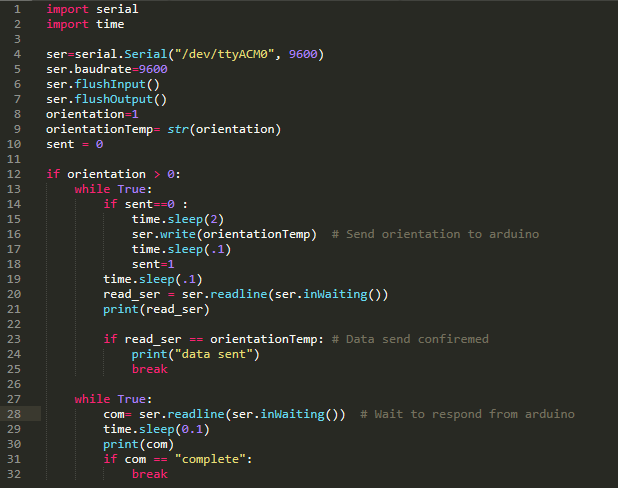 1 import serial
2 import time
3
4 ser=serial.Serial("/dev/ttyACM0", 9600)
5 ser.baudrate=9600
6 ser.flushInput()
7 ser.flushOutput()
8 orientation=1
9 orientationTemp= str(orientation)
10 sent = 0
11
12 if orientation > 0:
13     while True:
14         if sent==0 :
15             time.sleep(2)
16             ser.write(orientationTemp)  # Send orientation to arduino
17             time.sleep(.1)
18             sent=1
19         time.sleep(.1)
20         read_ser = ser.readline(ser.inWaiting())
21         print(read_ser)
22
23         if read_ser == orientationTemp: # Data send confiremed
24             print("data sent")
25             break
26
27     while True:
28         com= ser.readline(ser.inWaiting())  # Wait to respond from arduino
29         time.sleep(0.1)
30         print(com)
31         if com == "complete":
32             break